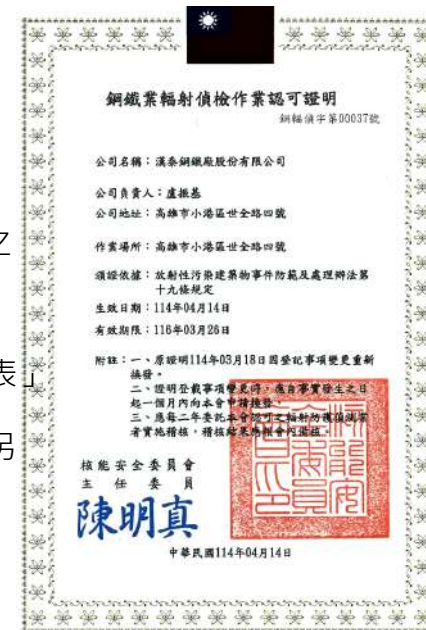 鋼鐵業輻射偵檢作業認可證明
鋼輻偵字第00037號
公司名稱：漢泰鋼鐵廠股份有限公司
公司負責人：盧振基
公司地址：高雄市小港區世全路四號
作業場所：高雄市小港區世全路四號
頒證依據：放射性污染建築物事件防範及處理辦法第
十九條規定
生效日期：114年04月14日
有效期限：116年03月26日
附註：一、原證明114年03月18日因登記事項變更重新
換發。
二、證明登載事項變更時，應自事實發生之日
起一個月內向本會申請換發。
三、應每二年委託本會認可之輻射防護偵測業
者實施稽核，稽核結果應報會內備核。
之
表」
另
核能安全委員會
主任委員
陳明真
中華民國114年04月14日